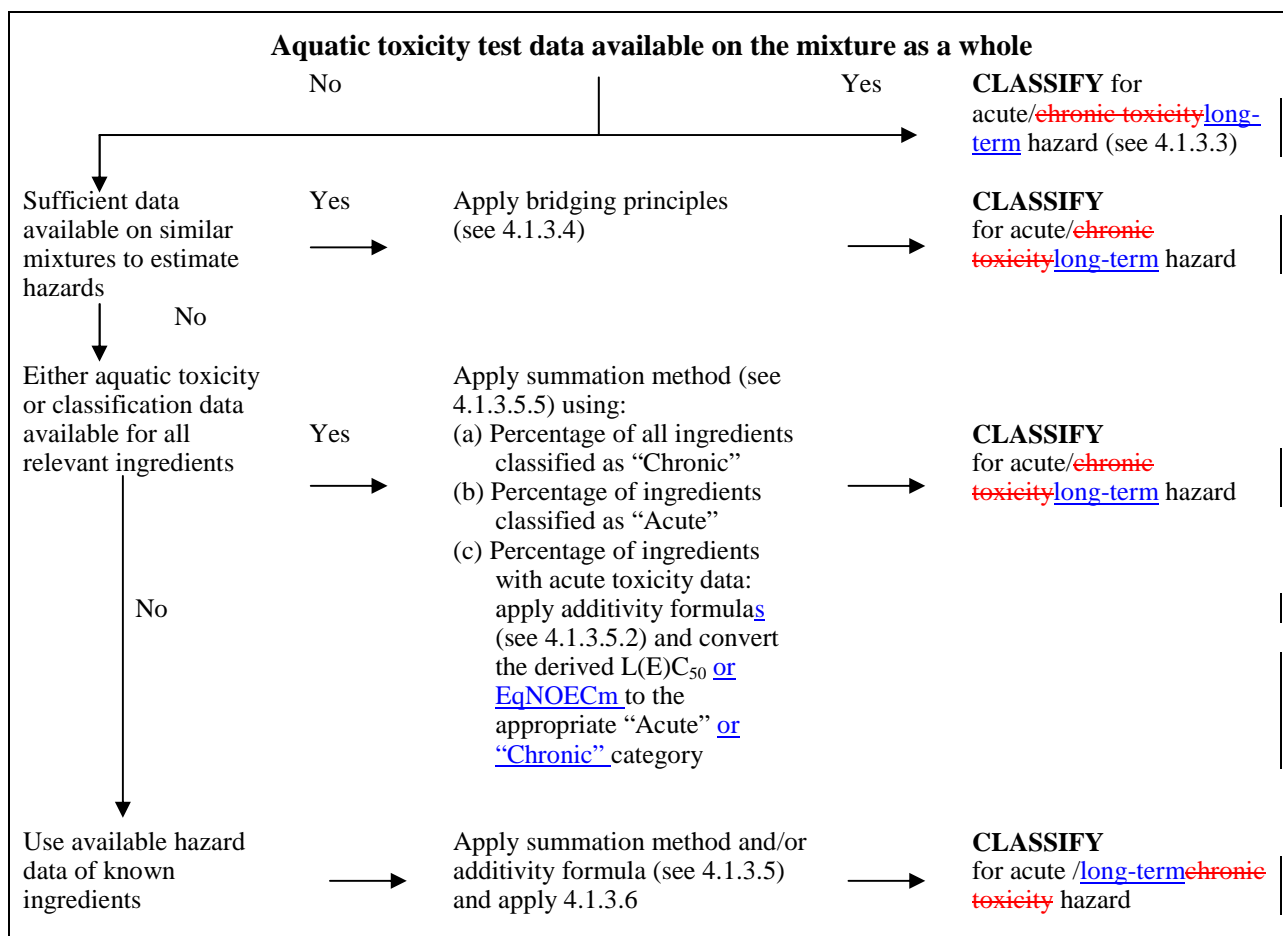 Aquatic toxicity test data available on the mixture as a whole
No
Yes
CLASSIFY for
acute/chronic toxicitylong-
term hazard (see 4.1.3.3)
Sufficient data
available on similar
mixtures to estimate
hazards
Yes
Apply bridging principles
(see 4.1.3.4)
CLASSIFY
for acute/chronic
toxicitylong-term hazard
No
Either aquatic toxicity
or classification data
available for all
relevant ingredients
Yes
Apply summation method (see
4.1.3.5.5) using:
(a) Percentage of all ingredients
classified as “Chronic”
(b) Percentage of ingredients
classified as “Acute”
(c) Percentage of ingredients
with acute toxicity data:
apply additivity formulas
(see 4.1.3.5.2) and convert
the derived L(E)C₅₀ or
EqNOECm to the
appropriate “Acute” or
“Chronic” category
CLASSIFY
for acute/chronic
toxicitylong-term hazard
No
Use available hazard
data of known
ingredients
Apply summation method and/or
additivity formula (see 4.1.3.5)
and apply 4.1.3.6
CLASSIFY
for acute /long-termchronic
toxicity hazard